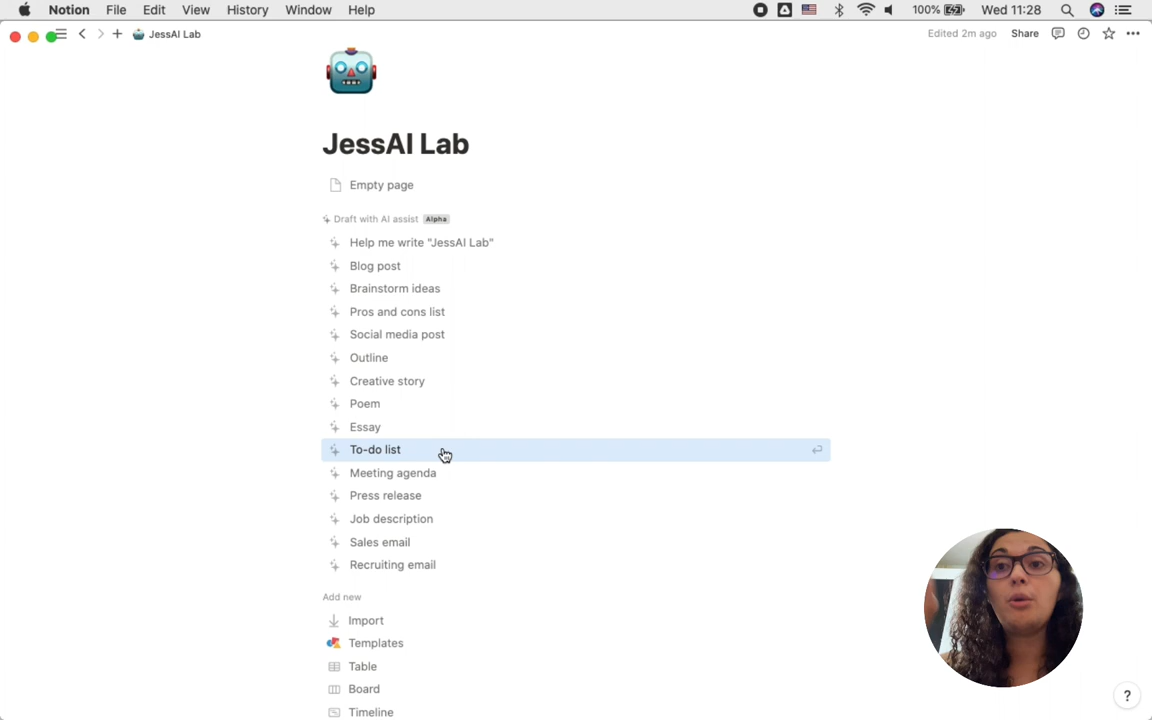 Notion File Edit View History Window Help 100% Wed 11:28
JessAI Lab Edited 2m ago Share
JessAI Lab
Empty page
Draft with AI assist Alpha
Help me write "JessAI Lab"
Blog post
Brainstorm ideas
Pros and cons list
Social media post
Outline
Creative story
Poem
Essay
To-do list
Meeting agenda
Press release
Job description
Sales email
Recruiting email
Add new
Import
Templates
Table
Board
Timeline
?